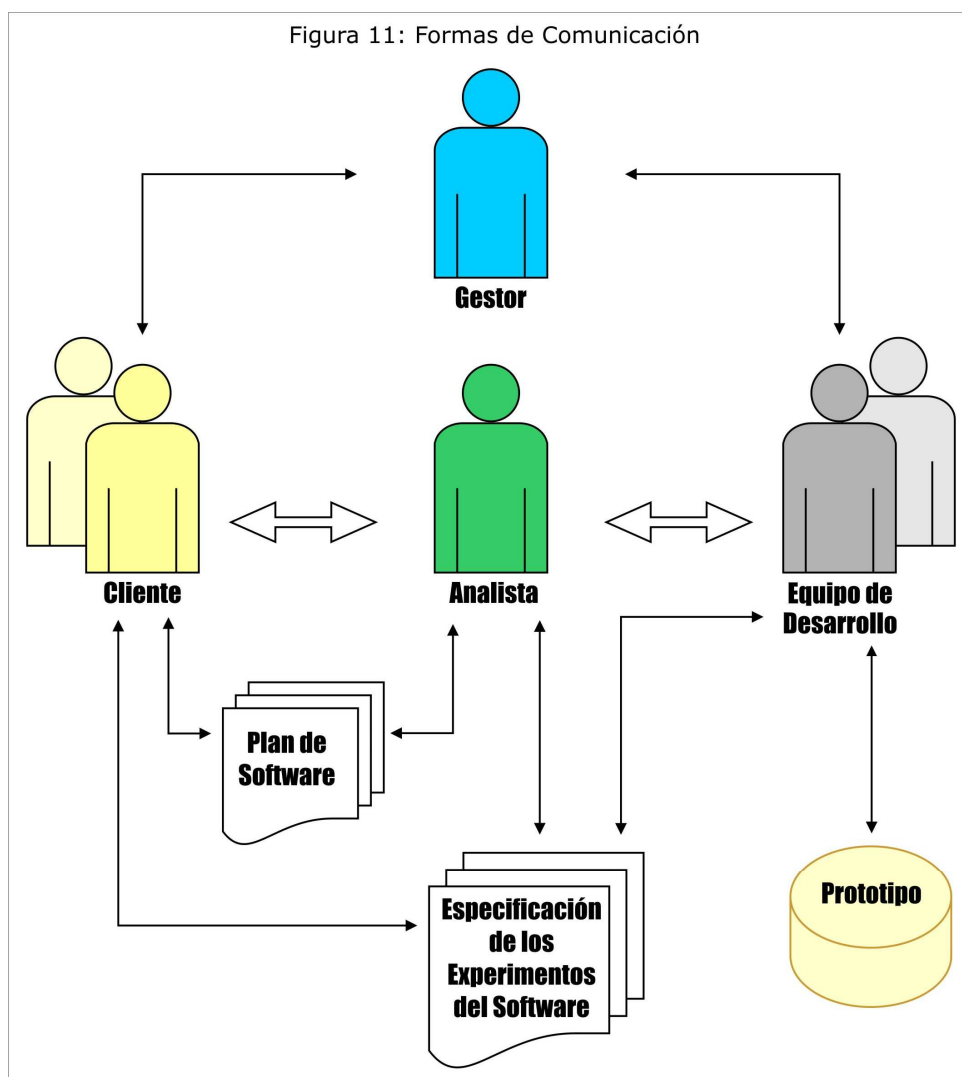 Figura 11: Formas de Comunicación
Gestor
Cliente
Analista
Equipo de
Desarrollo
Plan de
Software
Especificación
de los
Experimentos
del Software
Prototipo